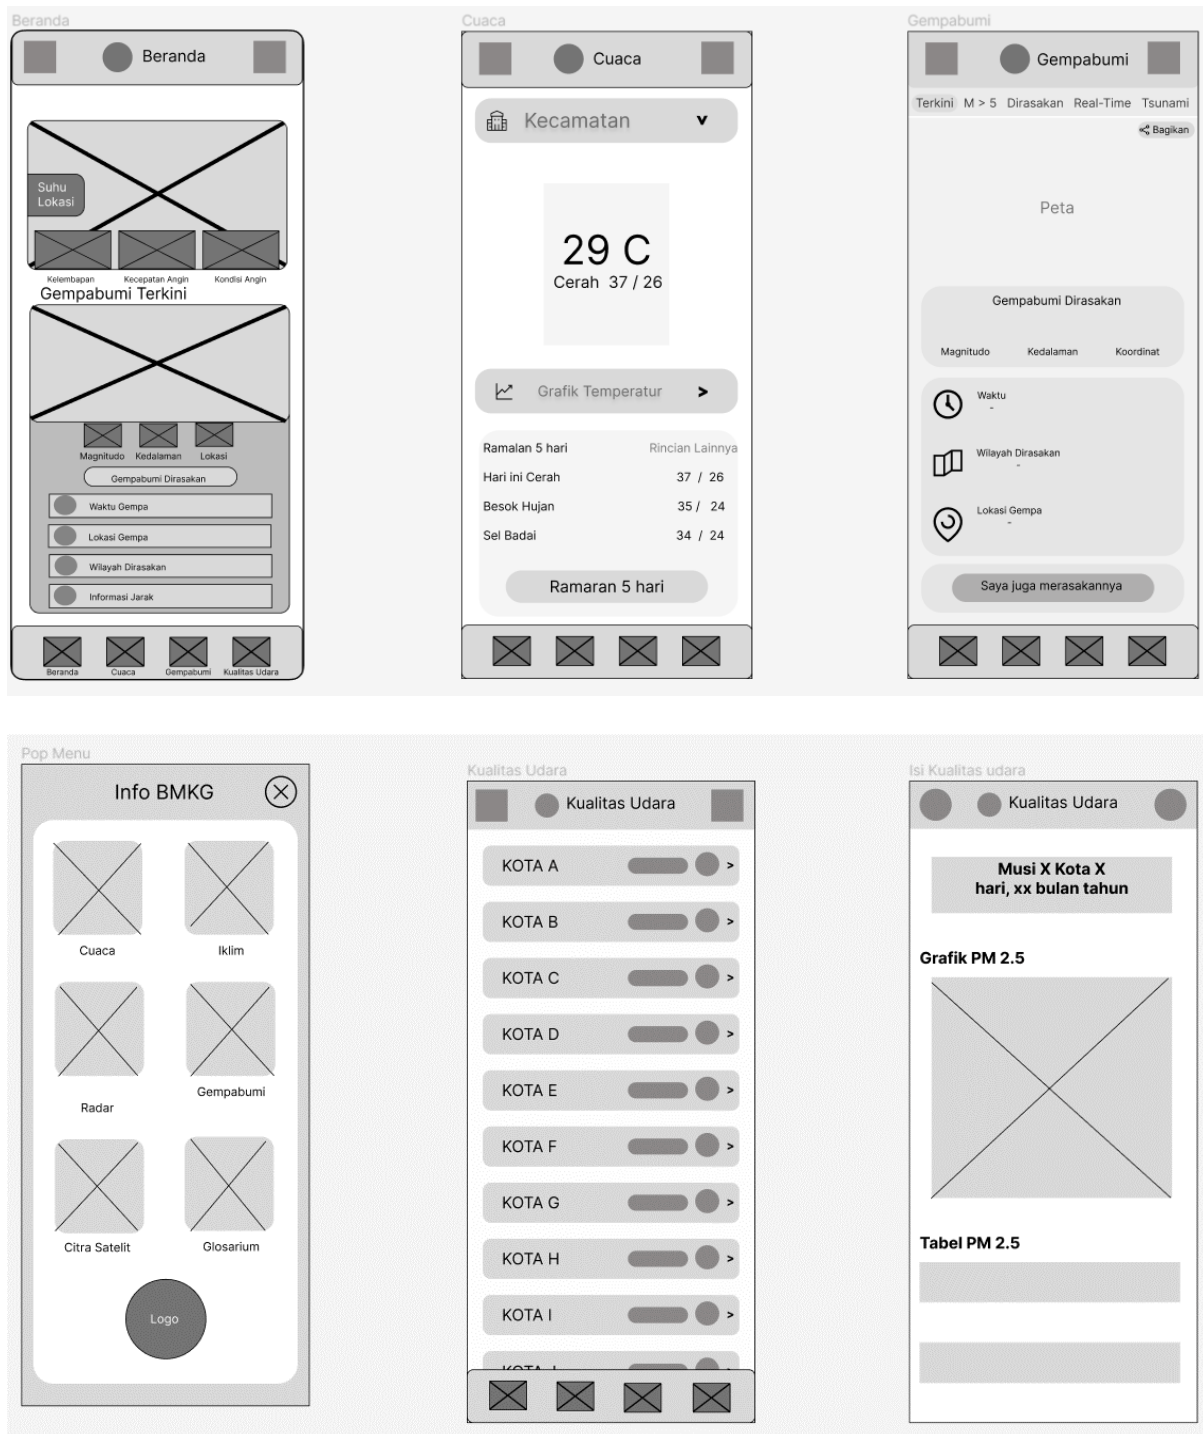 Beranda
Beranda
Suhu
Lokasi
Kelembapan Kecepatan Angin Kondisi Angin
Gempabumi Terkini
Magnitudo Kedalaman Lokasi
Gempabumi Dirasakan
Waktu Gempa
Lokasi Gempa
Wilayah Dirasakan
Informasi Jarak
Beranda Cuaca Gempabumi Kualitas Udara
Cuaca
Cuaca
Kecamatan
29 C
Cerah 37 / 26
Grafik Temperatur >
Ramalan 5 hari Rincian Lainnya
Hari ini Cerah 37 / 26
Besok Hujan 35 / 24
Sel Badai 34 / 24
Ramaran 5 hari
Gempabumi
Gempabumi
Terkini M > 5 Dirasakan Real-Time Tsunami
Bagikan
Peta
Gempabumi Dirasakan
Magnitudo Kedalaman Koordinat
Waktu
-
Wilayah Dirasakan
-
Lokasi Gempa
-
Saya juga merasakannya
Pop Menu
Info BMKG
Cuaca Iklim
Radar Gempabumi
Citra Satelit Glosarium
Logo
Kualitas Udara
Kualitas Udara
KOTA A >
KOTA B >
KOTA C >
KOTA D >
KOTA E >
KOTA F >
KOTA G >
KOTA H >
KOTA I >
KOTA J
Isi Kualitas udara
Kualitas Udara
Musi X Kota X
hari, xx bulan tahun
Grafik PM 2.5
Tabel PM 2.5